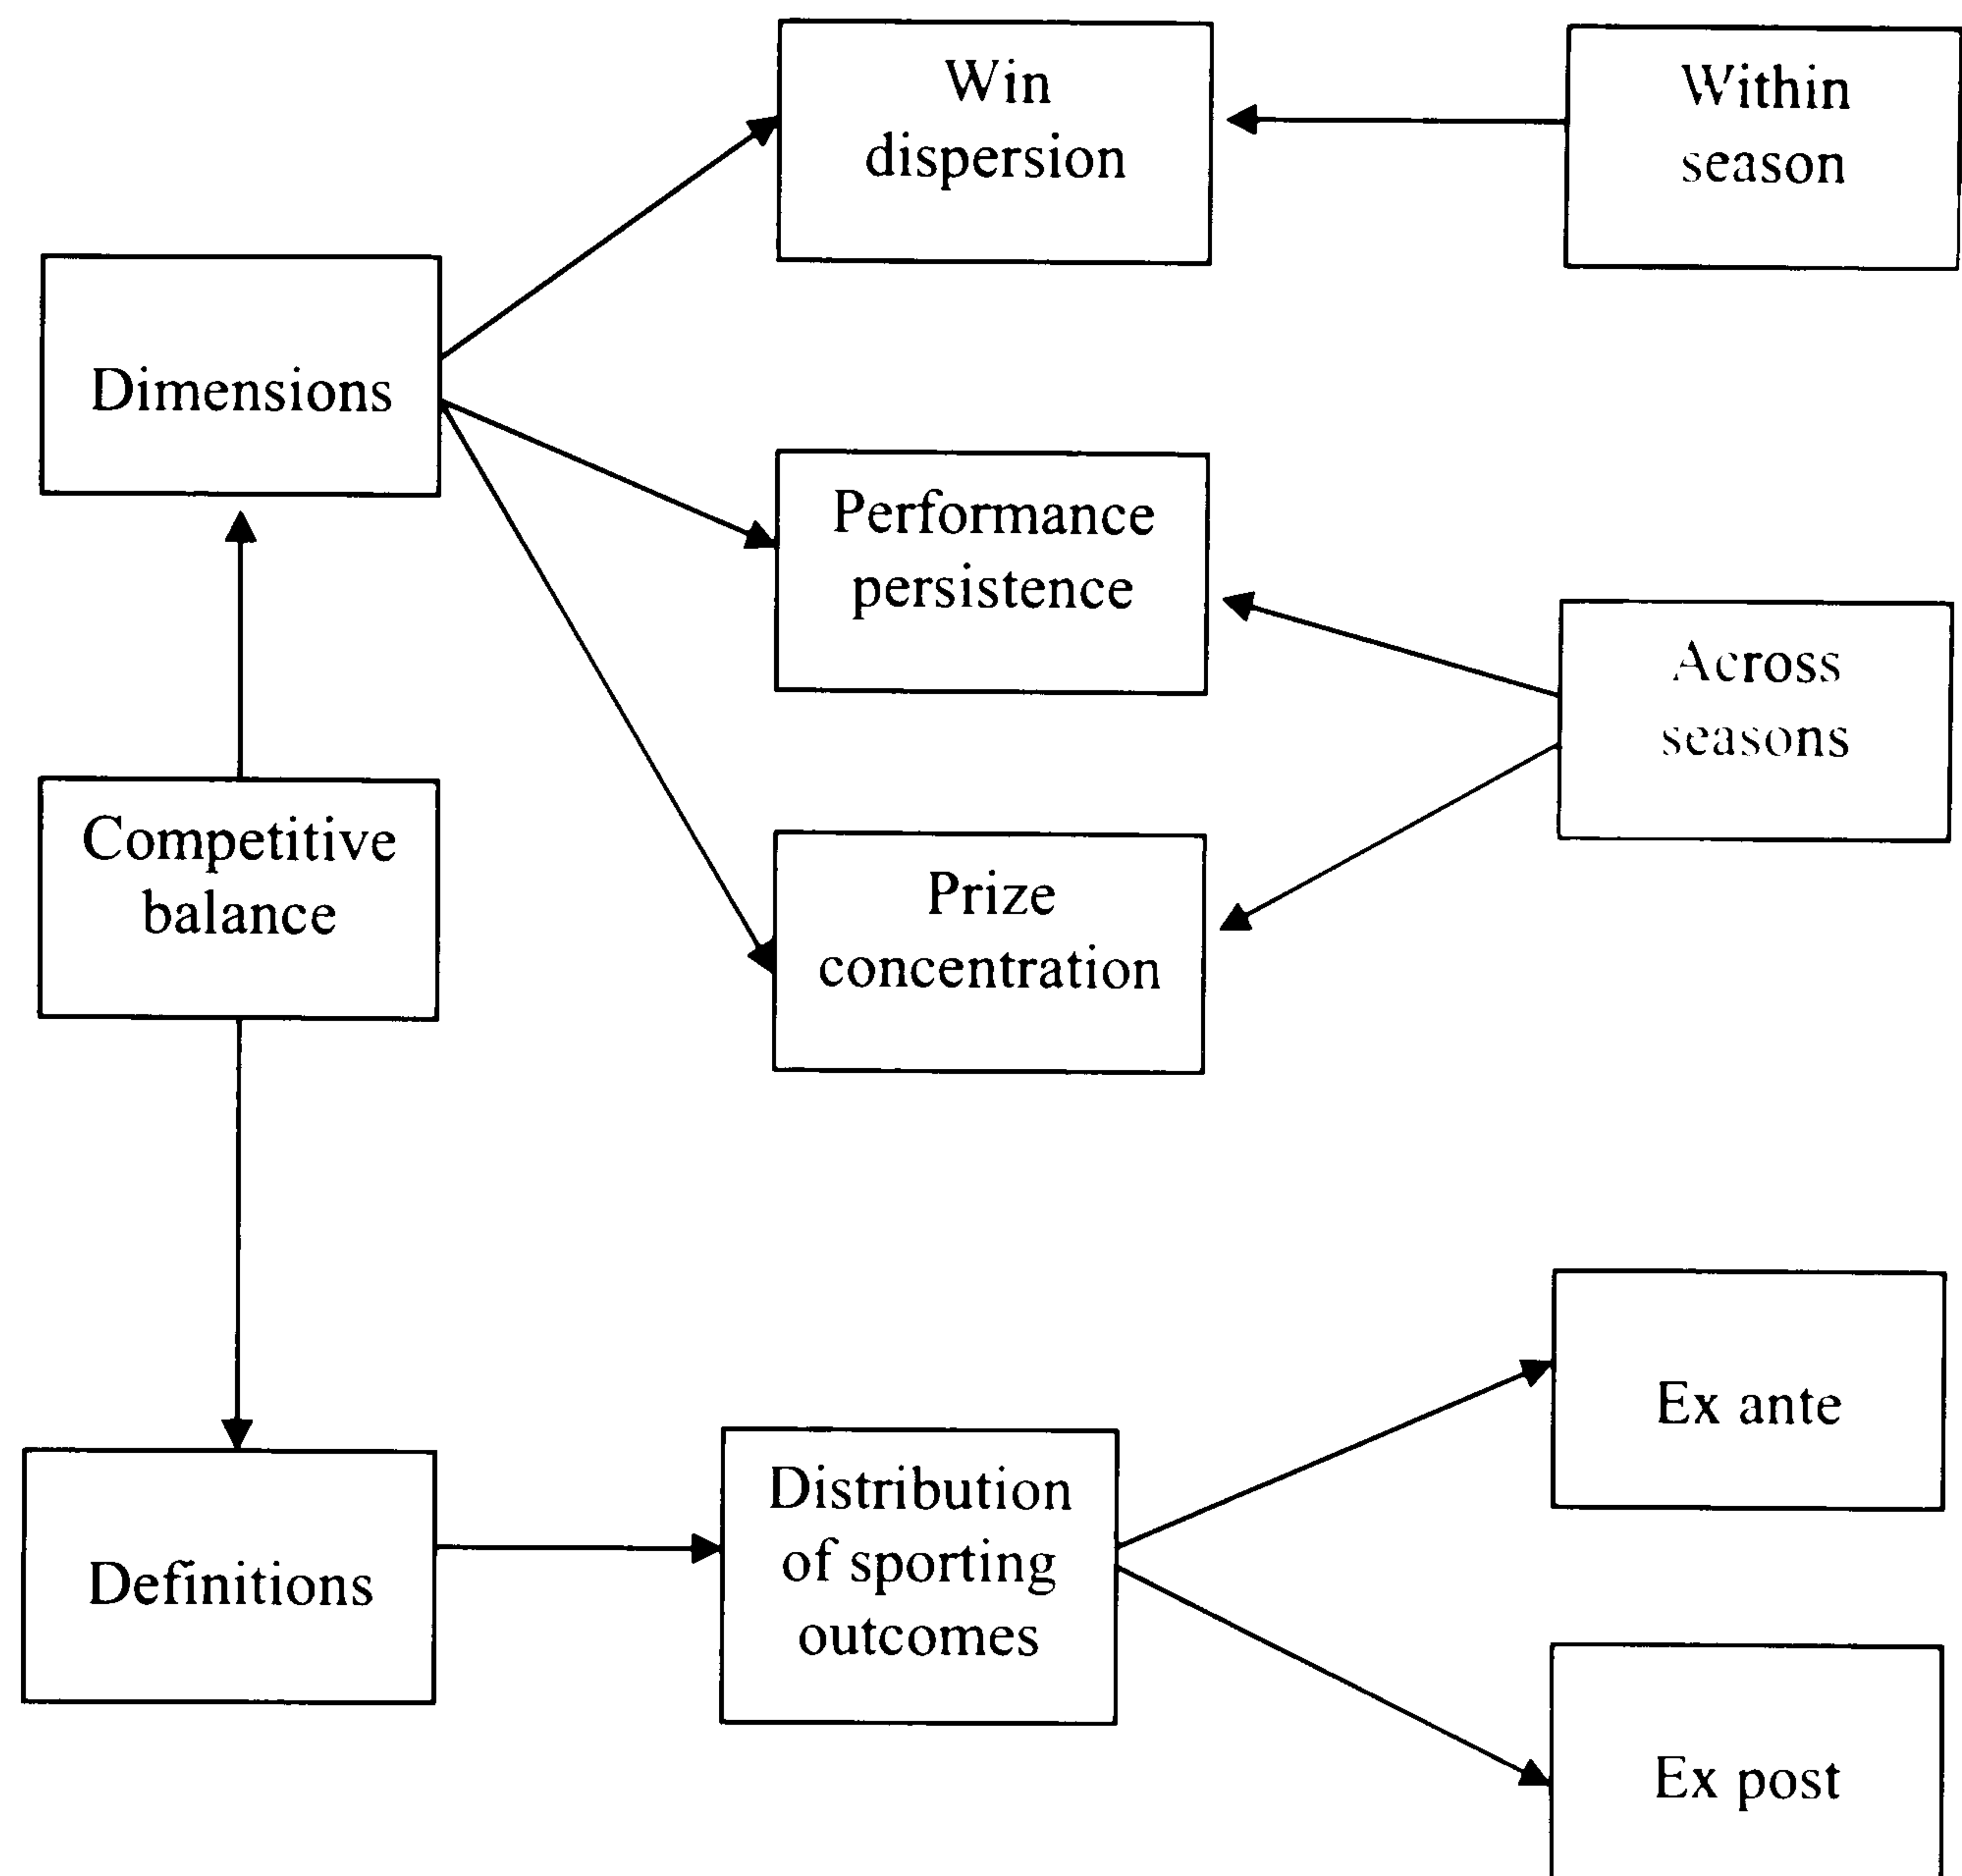 Win
dispersion
Within
season
Dimensions
Performance
persistence
Across
seasons
Competitive
balance
Prize
concentration
Ex ante
Distribution
of sporting
outcomes
Definitions
Ex post